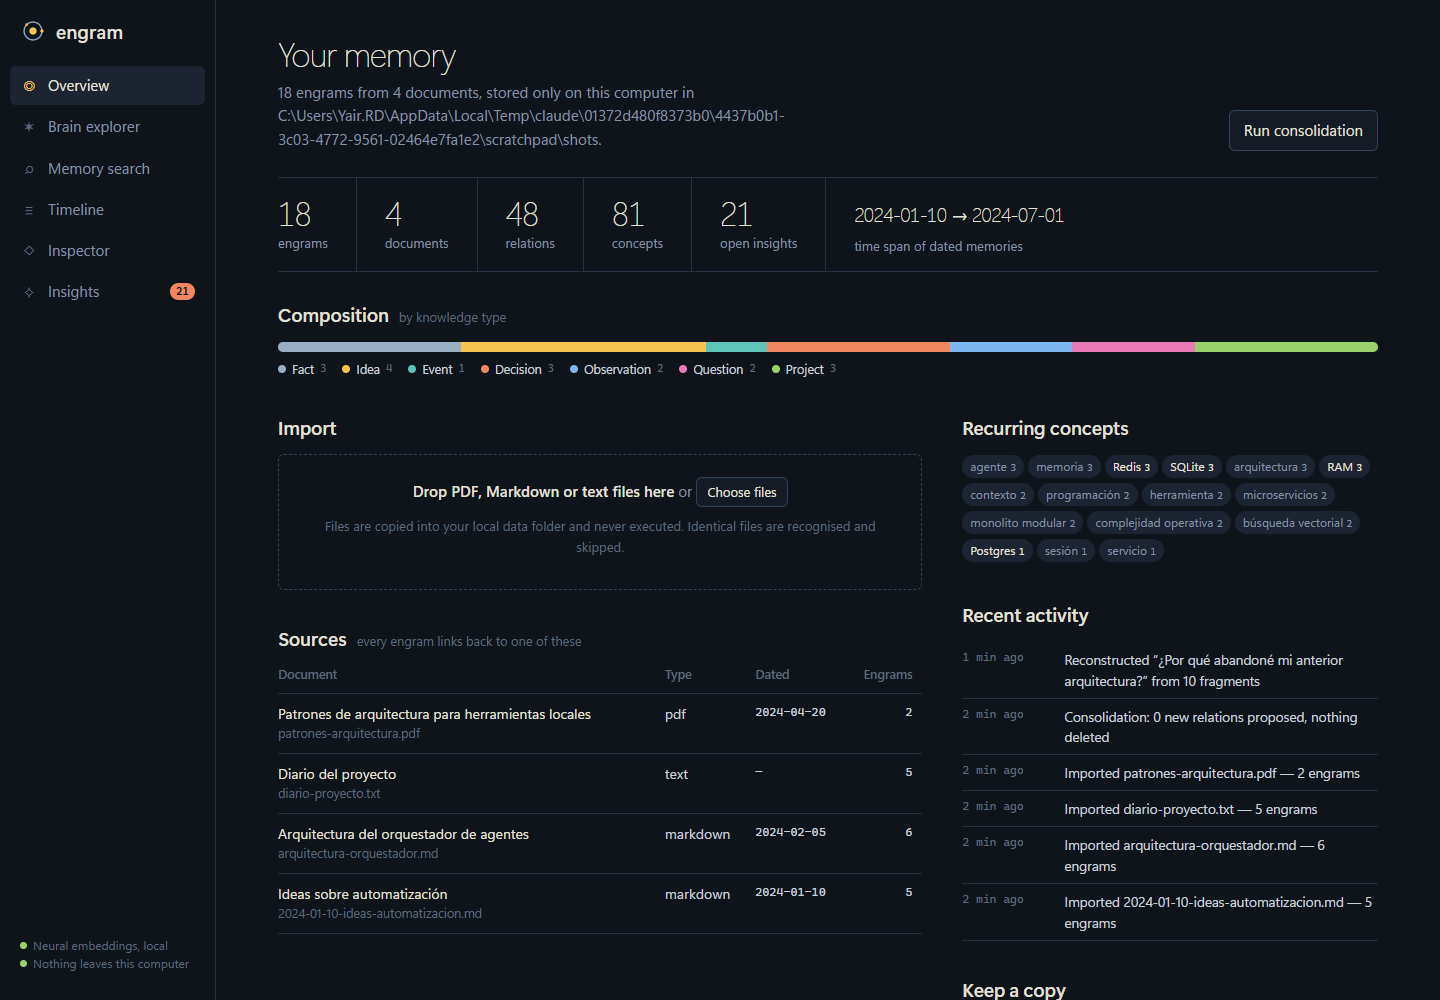 engram
Overview
Brain explorer
Memory search
Timeline
Inspector
Insights 21
Neural embeddings, local
Nothing leaves this computer
Your memory
18 engrams from 4 documents, stored only on this computer in
C:\Users\Yair.RD\AppData\Local\Temp\claude\01372d480f8373b0\4437b0b1-
3c03-4772-9561-02464e7fa1e2\scratchpad\shots.
Run consolidation
18
engrams
4
documents
48
relations
81
concepts
21
open insights
2024-01-10 → 2024-07-01
time span of dated memories
Composition by knowledge type
Fact 3 Idea 4 Event 1 Decision 3 Observation 2 Question 2 Project 3
Import
Drop PDF, Markdown or text files here or Choose files
Files are copied into your local data folder and never executed. Identical files are recognised and
skipped.
Sources every engram links back to one of these
Document Type Dated Engrams
Patrones de arquitectura para herramientas locales pdf 2024-04-20 2
patrones-arquitectura.pdf
Diario del proyecto text — 5
diario-proyecto.txt
Arquitectura del orquestador de agentes markdown 2024-02-05 6
arquitectura-orquestador.md
Ideas sobre automatización markdown 2024-01-10 5
2024-01-10-ideas-automatizacion.md
Recurring concepts
agente 3 memoria 3 Redis 3 SQLite 3 arquitectura 3 RAM 3
contexto 2 programación 2 herramienta 2 microservicios 2
monolito modular 2 complejidad operativa 2 búsqueda vectorial 2
Postgres 1 sesión 1 servicio 1
Recent activity
1 min ago Reconstructed “¿Por qué abandoné mi anterior
arquitectura?” from 10 fragments
2 min ago Consolidation: 0 new relations proposed, nothing
deleted
2 min ago Imported patrones-arquitectura.pdf — 2 engrams
2 min ago Imported diario-proyecto.txt — 5 engrams
2 min ago Imported arquitectura-orquestador.md — 6
engrams
2 min ago Imported 2024-01-10-ideas-automatizacion.md — 5
engrams
Keep a copy